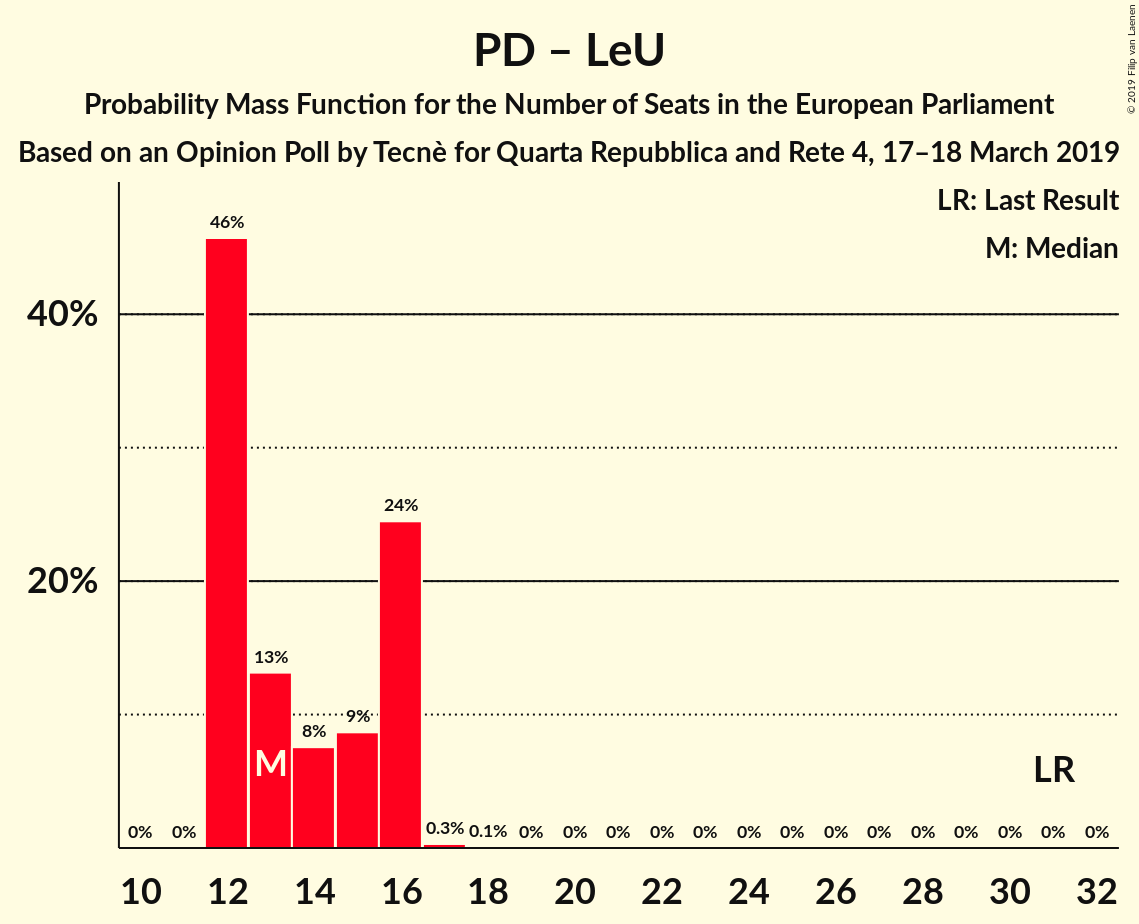 © 2019 Filip van Laenen
PD – LeU
Probability Mass Function for the Number of Seats in the European Parliament
Based on an Opinion Poll by Tecnè for Quarta Repubblica and Rete 4, 17–18 March 2019
LR: Last Result
M: Median
46%
40%
24%
20%
13%
9%
8%
M
LR
0% 0% 0.3% 0.1% 0% 0% 0% 0% 0% 0% 0% 0% 0% 0% 0% 0% 0% 0%
10 12 14 16 18 20 22 24 26 28 30 32